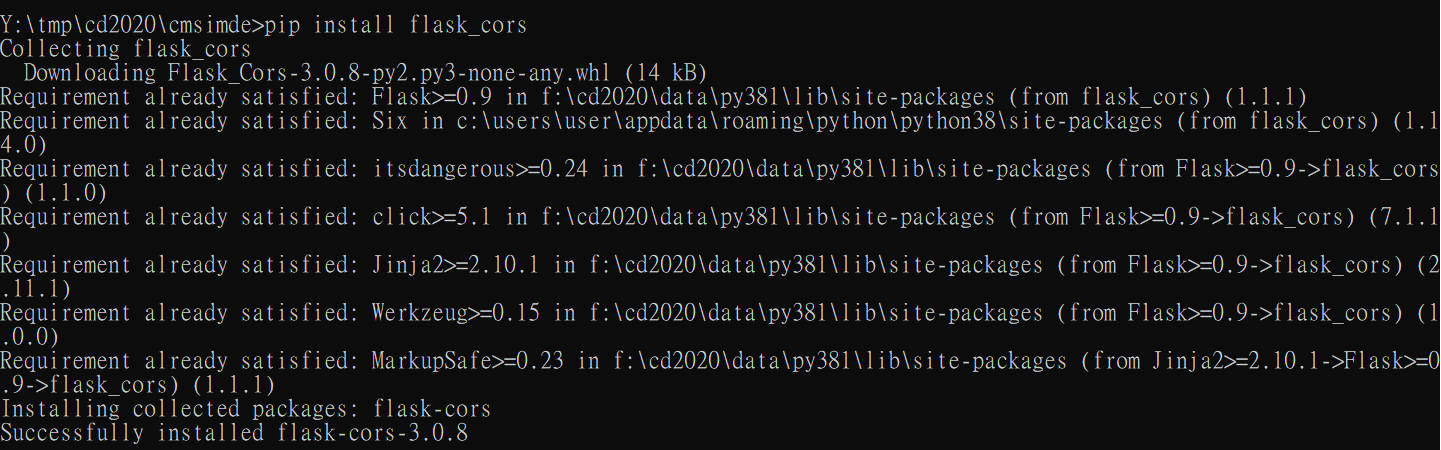 Y:\tmp\cd2020\cmsimde>pip install flask_cors
Collecting flask_cors
  Downloading Flask_Cors-3.0.8-py2.py3-none-any.whl (14 kB)
Requirement already satisfied: Flask>=0.9 in f:\cd2020\data\py381\lib\site-packages (from flask_cors) (1.1.1)
Requirement already satisfied: Six in c:\users\user\appdata\roaming\python\python38\site-packages (from flask_cors) (1.1
4.0)
Requirement already satisfied: itsdangerous>=0.24 in f:\cd2020\data\py381\lib\site-packages (from Flask>=0.9->flask_cors
) (1.1.0)
Requirement already satisfied: click>=5.1 in f:\cd2020\data\py381\lib\site-packages (from Flask>=0.9->flask_cors) (7.1.1
)
Requirement already satisfied: Jinja2>=2.10.1 in f:\cd2020\data\py381\lib\site-packages (from Flask>=0.9->flask_cors) (2
.11.1)
Requirement already satisfied: Werkzeug>=0.15 in f:\cd2020\data\py381\lib\site-packages (from Flask>=0.9->flask_cors) (1
.0.0)
Requirement already satisfied: MarkupSafe>=0.23 in f:\cd2020\data\py381\lib\site-packages (from Jinja2>=2.10.1->Flask>=0
.9->flask_cors) (1.1.1)
Installing collected packages: flask-cors
Successfully installed flask-cors-3.0.8